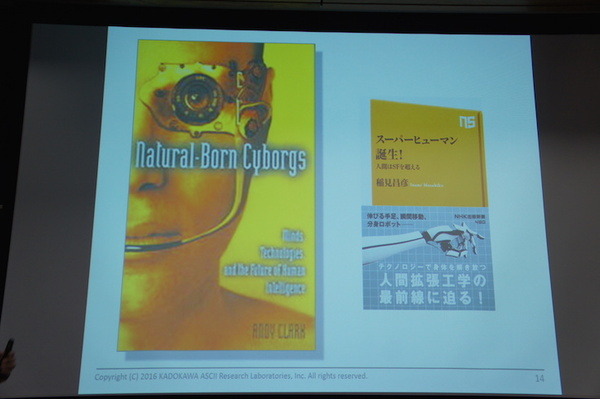 Natural-Born Cyborgs
Minds,
Technologies,
and the Future of Human
Intelligence
ANDY CLARK
ns
スーパーヒューマン
誕生!
人間はSFを超える
稲見昌彦 Inami Masahiko
伸びる手足、瞬間移動、
分身ロボット……
NHK出版新書
テクノロジーで身体を解き放つ
人間拡張工学の
最前線に迫る!
Copyright (C) 2016 KADOKAWA ASCII Research Laboratories, Inc. All rights reserved.
14